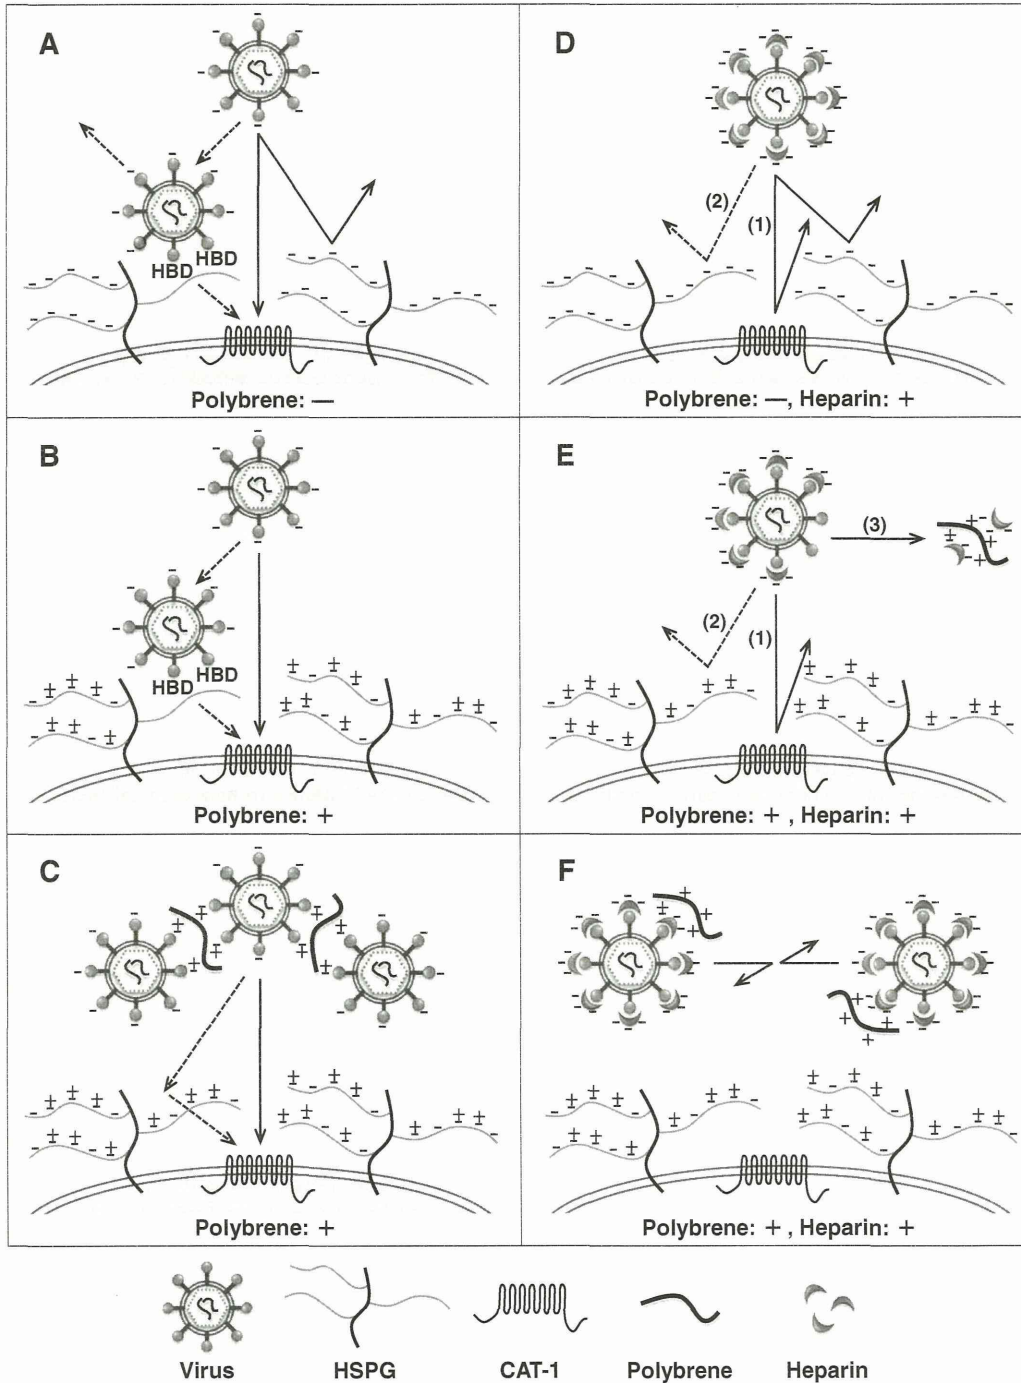 A
HBD
HBD
Polybrene: —
D
(2)
(1)
Polybrene: —, Heparin: +
B
HBD
HBD
Polybrene: +
E
(3)
(2)
(1)
Polybrene: + , Heparin: +
C
Polybrene: +
F
Polybrene: + , Heparin: +
Virus
HSPG
CAT-1
Polybrene
Heparin